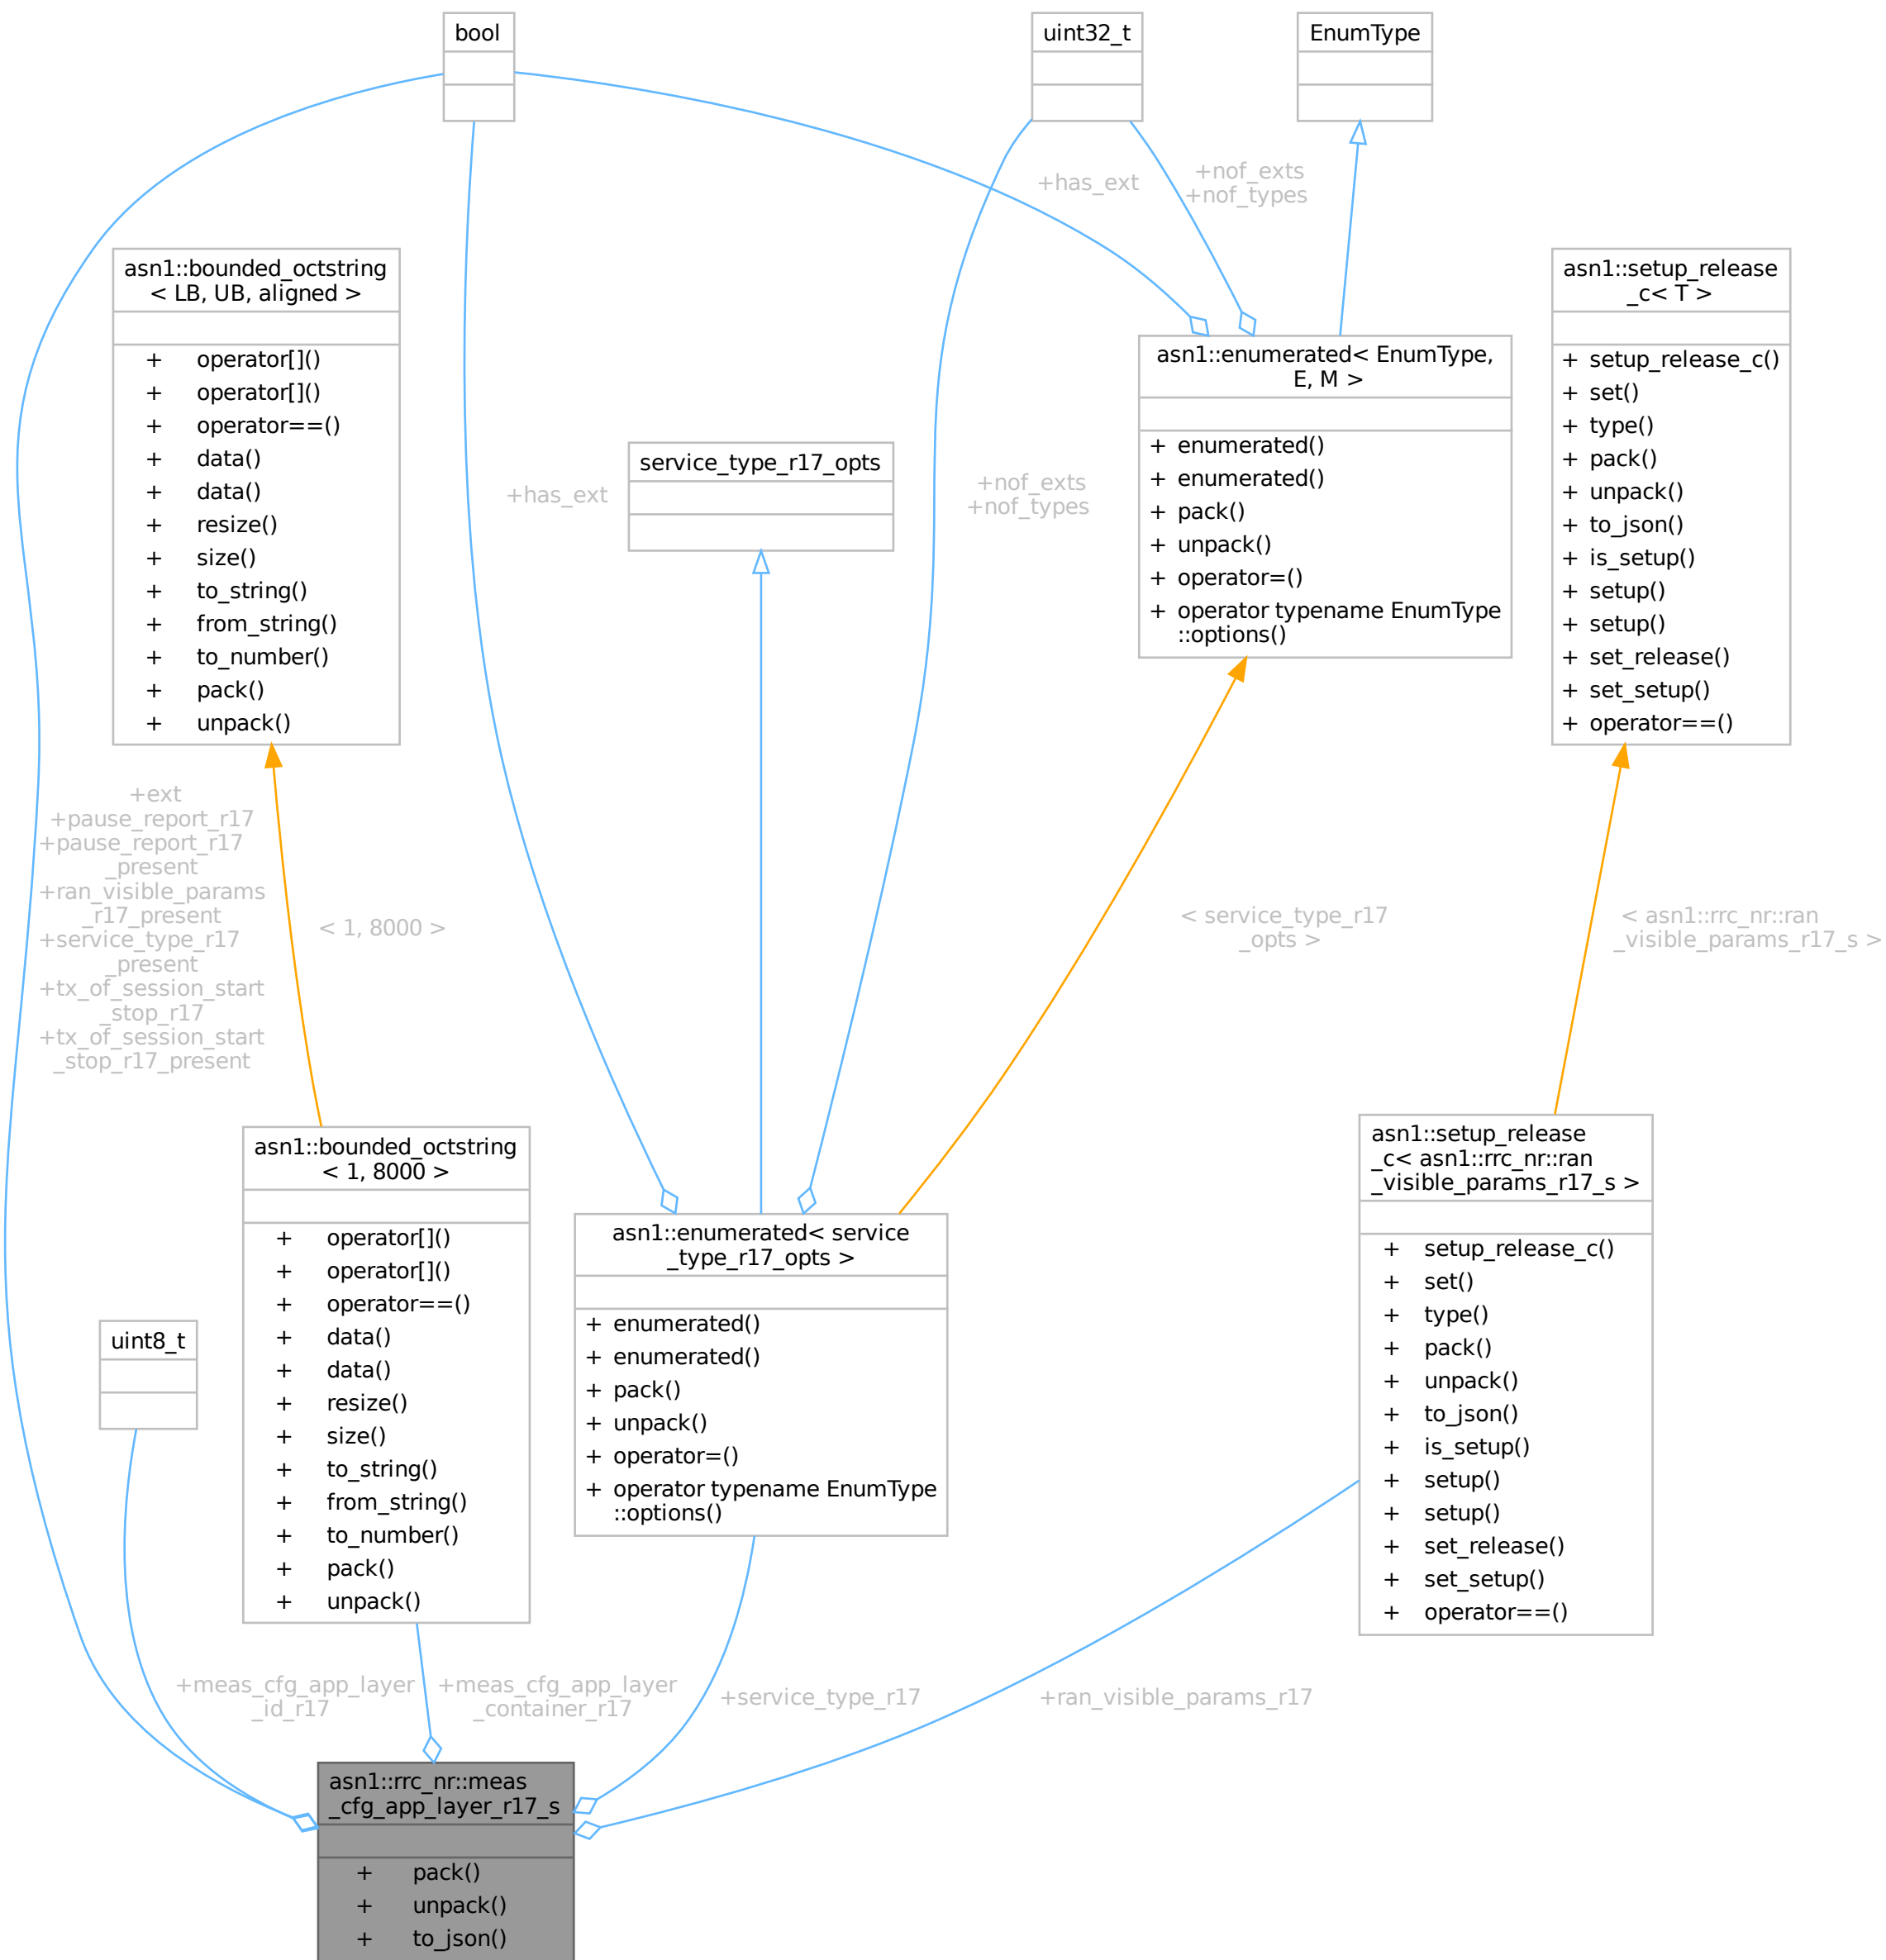 bool
uint32_t
EnumType
+has_ext
+nof_exts
+nof_types
asn1::bounded_octstring
< LB, UB, aligned >
+ operator[]()
+ operator[]()
+ operator==()
+ data()
+ data()
+ resize()
+ size()
+ to_string()
+ from_string()
+ to_number()
+ pack()
+ unpack()
asn1::setup_release
_c< T >
+ setup_release_c()
+ set()
+ type()
+ pack()
+ unpack()
+ to_json()
+ is_setup()
+ setup()
+ setup()
+ set_release()
+ set_setup()
+ operator==()
asn1::enumerated< EnumType,
E, M >
+ enumerated()
+ enumerated()
+ pack()
+ unpack()
+ operator=()
+ operator typename EnumType
::options()
service_type_r17_opts
+has_ext
+nof_exts
+nof_types
+ext
+pause_report_r17
+pause_report_r17
_present
+ran_visible_params
_r17_present
+service_type_r17
_present
+tx_of_session_start
_stop_r17
+tx_of_session_start
_stop_r17_present
< 1, 8000 >
< service_type_r17
_opts >
< asn1::rrc_nr::ran
_visible_params_r17_s >
asn1::bounded_octstring
< 1, 8000 >
+ operator[]()
+ operator[]()
+ operator==()
+ data()
+ data()
+ resize()
+ size()
+ to_string()
+ from_string()
+ to_number()
+ pack()
+ unpack()
asn1::enumerated< service
_type_r17_opts >
+ enumerated()
+ enumerated()
+ pack()
+ unpack()
+ operator=()
+ operator typename EnumType
::options()
asn1::setup_release
_c< asn1::rrc_nr::ran
_visible_params_r17_s >
+ setup_release_c()
+ set()
+ type()
+ pack()
+ unpack()
+ to_json()
+ is_setup()
+ setup()
+ setup()
+ set_release()
+ set_setup()
+ operator==()
uint8_t
+meas_cfg_app_layer
_id_r17
+meas_cfg_app_layer
_container_r17
+service_type_r17
+ran_visible_params_r17
asn1::rrc_nr::meas
_cfg_app_layer_r17_s
+ pack()
+ unpack()
+ to_json()